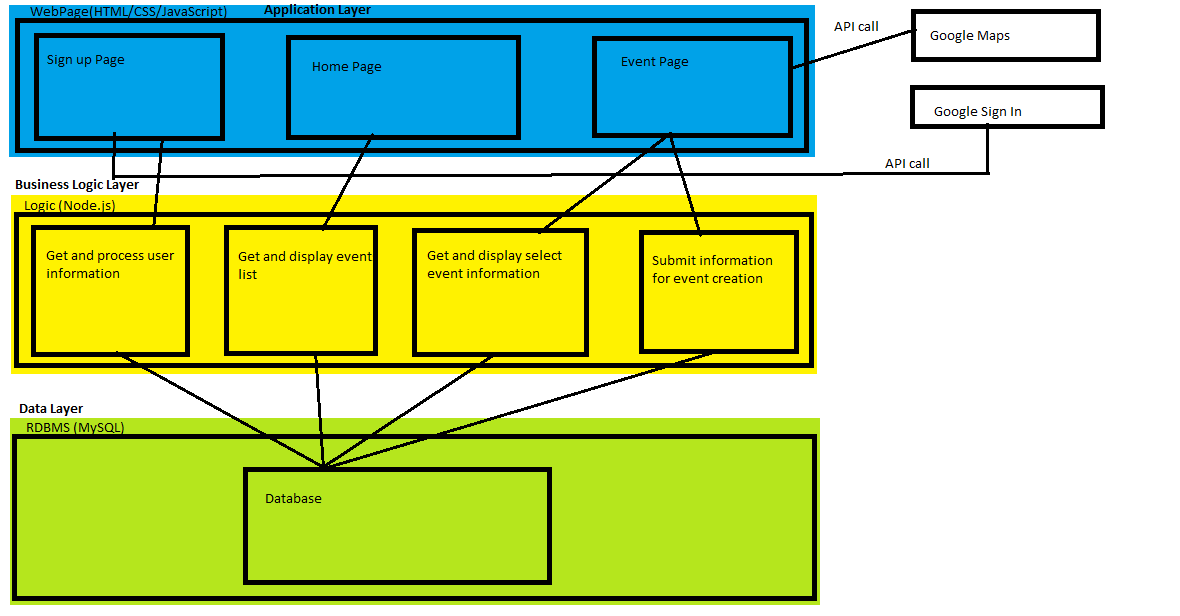 WebPage(HTML/CSS/JavaScript)
Application Layer
Sign up Page
Home Page
Event Page
API call
Google Maps
Google Sign In
API call
Business Logic Layer
Logic (Node.js)
Get and process user
information
Get and display event
list
Get and display select
event information
Submit information
for event creation
Data Layer
RDBMS (MySQL)
Database